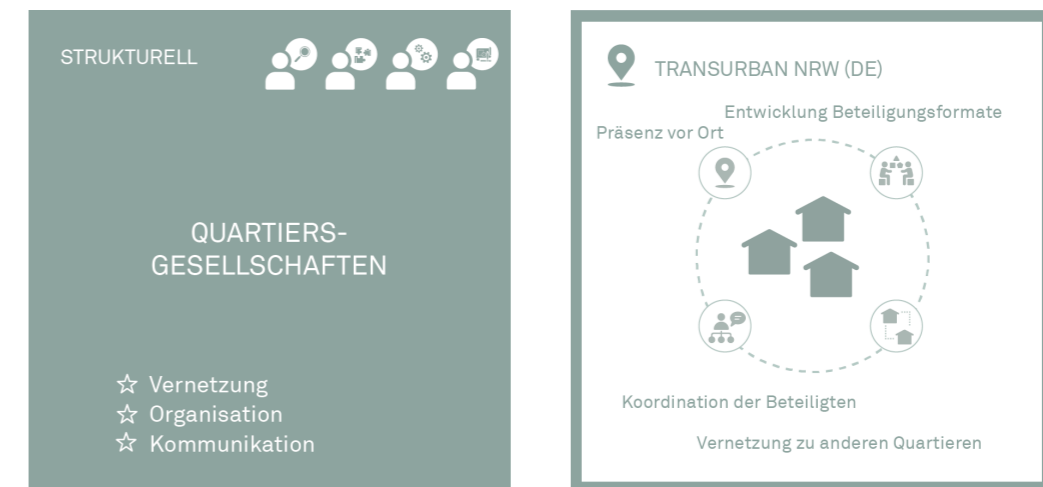 STRUKTURELL
QUARTIERS-
GESELLSCHAFTEN
Vernetzung
Organisation
Kommunikation
TRANSURBAN NRW (DE)
Entwicklung Beteiligungsformate
Präsenz vor Ort
Koordination der Beteiligten
Vernetzung zu anderen Quartieren